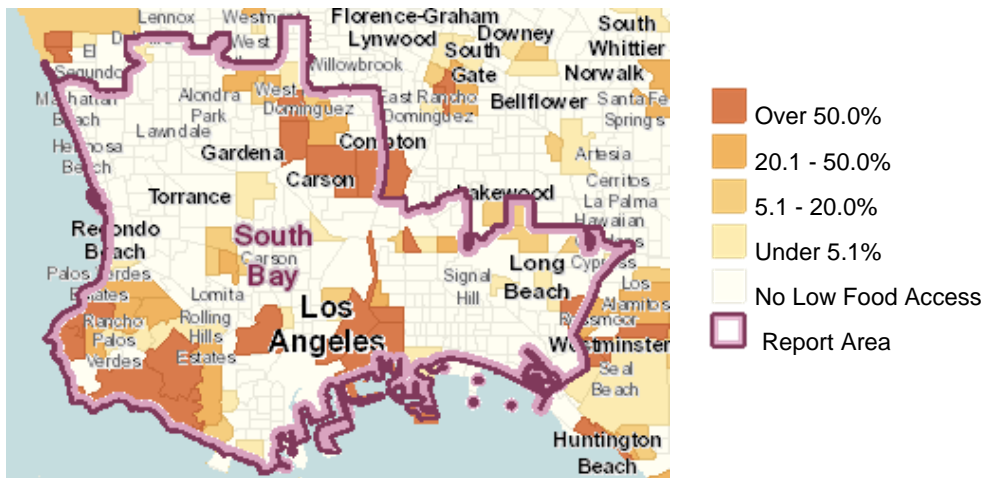 Lennox
Florence-Graham
South
Lynwood
Downey
West
South
Whittier
El
Willowbrook
Gate
Norwalk
Segundo
Manhattan
Alondra
West
East Rancho
Bellflower
Santa Fe
Beach
Park
Dominguez
Dominguez
Springs
Lawndale
Compton
Hermosa
Gardena
Artesia
Beach
Carson
Cerritos
Torrance
Lakewood
La Palma
Hawaiian
Redondo
South
Beach
Carson
Long
Cypress
Palos Verdes
Bay
Signal
Los
Estates
Lomita
Hill
Beach
Alamitos
Rancho
Rolling
Los
Rossmoor
Palos
Hills
Angeles
Westminster
Verdes
Estates
Seal
Beach
Huntington
Beach
Over 50.0%
20.1 - 50.0%
5.1 - 20.0%
Under 5.1%
No Low Food Access
Report Area